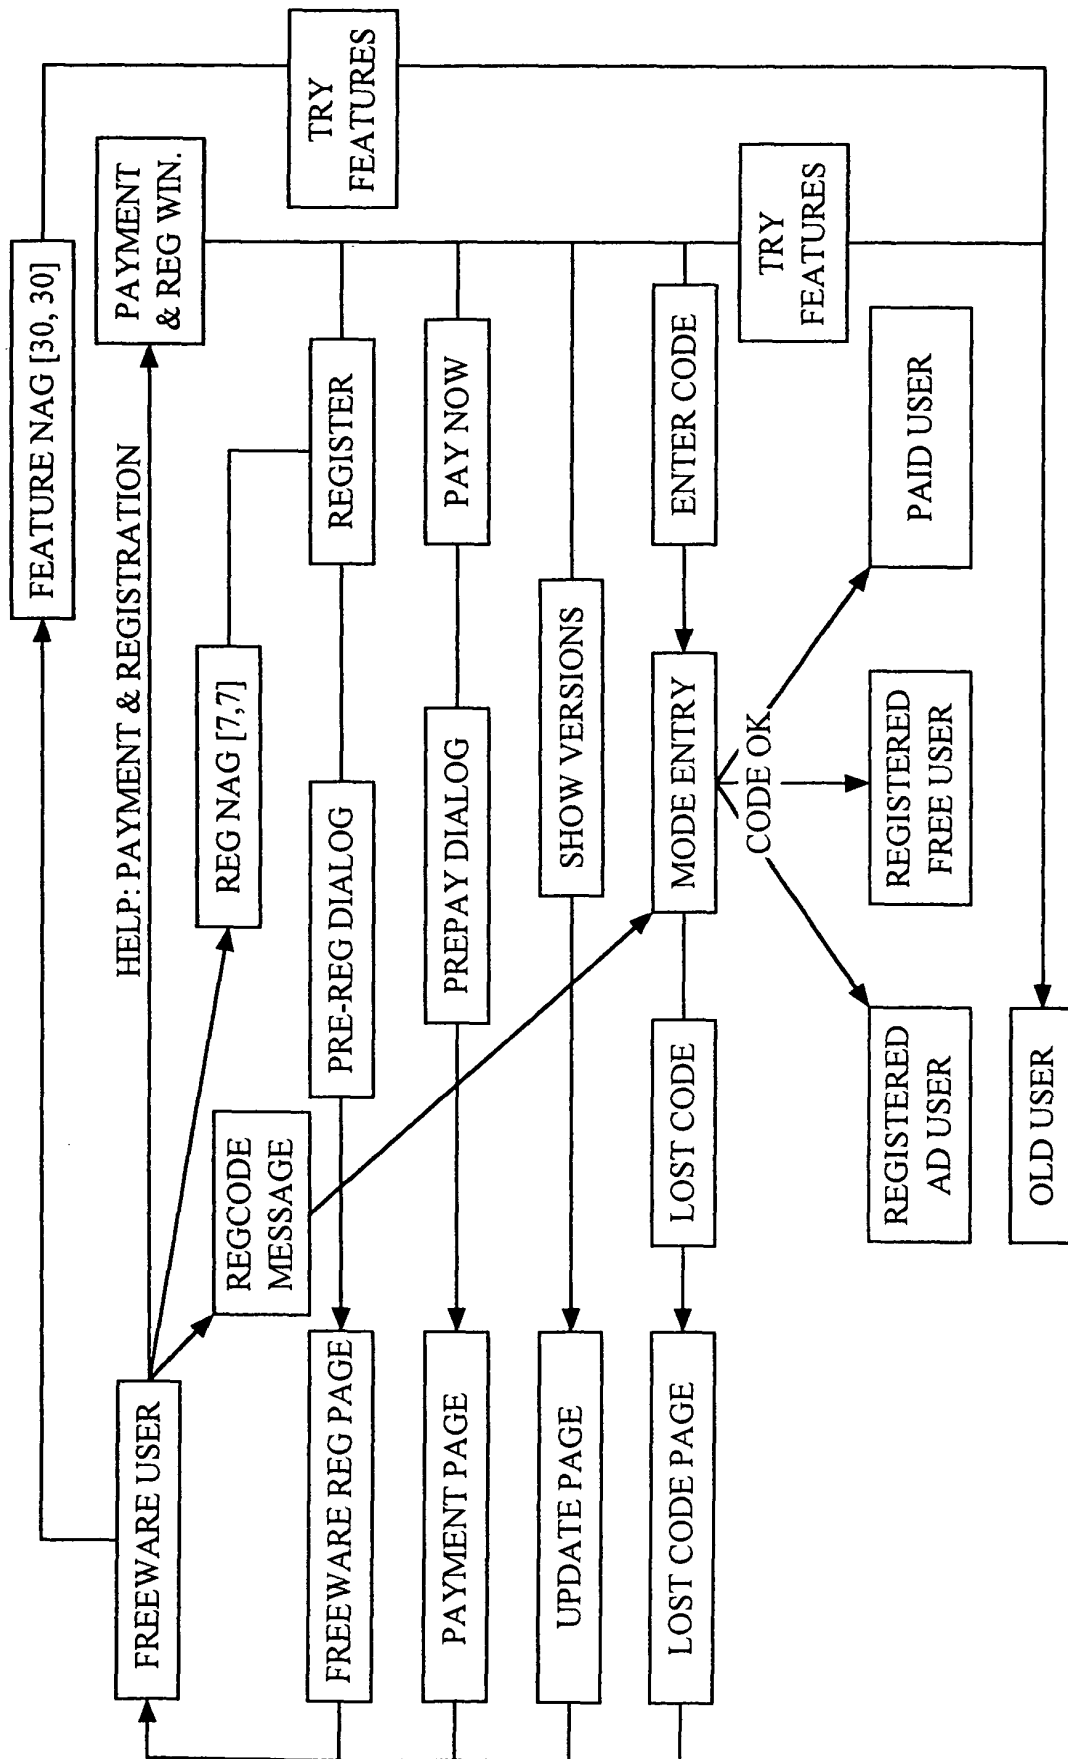 FEATURE NAG [30, 30]
TRY
FEATURES
PAYMENT
& REG WIN.
HELP: PAYMENT & REGISTRATION
FREEWARE USER
REG NAG [7,7]
REGCODE
MESSAGE
FREEWARE REG PAGE
PRE-REG DIALOG
REGISTER
PAYMENT PAGE
PREPAY DIALOG
PAY NOW
UPDATE PAGE
SHOW VERSIONS
LOST CODE PAGE
LOST CODE
MODE ENTRY
ENTER CODE
TRY
FEATURES
CODE OK
REGISTERED
AD USER
REGISTERED
FREE USER
PAID USER
OLD USER